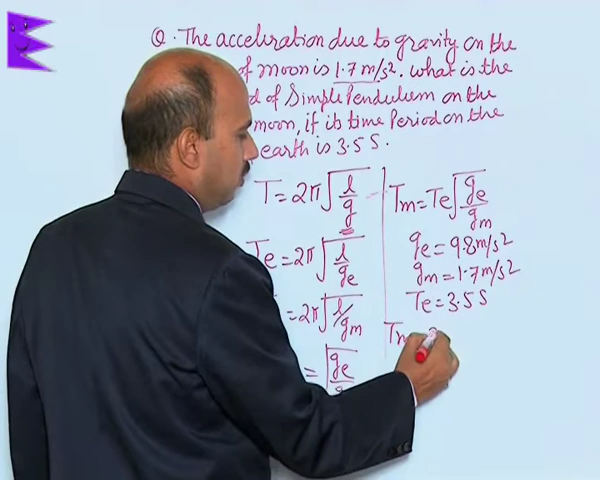 Q. The acceleration due to gravity on the
of moon is 1.7 m/s². what is the
d of Simple Pendulum on the
moon, if its time Period on the
earth is 3.5 S.
T = 2π√(l/g)
Te = 2π√(l/ge)
= 2π√(l/gm)
= √(ge
Tm = Te√(ge/gm)
ge = 9.8 m/s²
gm = 1.7 m/s²
Te = 3.5 S
Tm